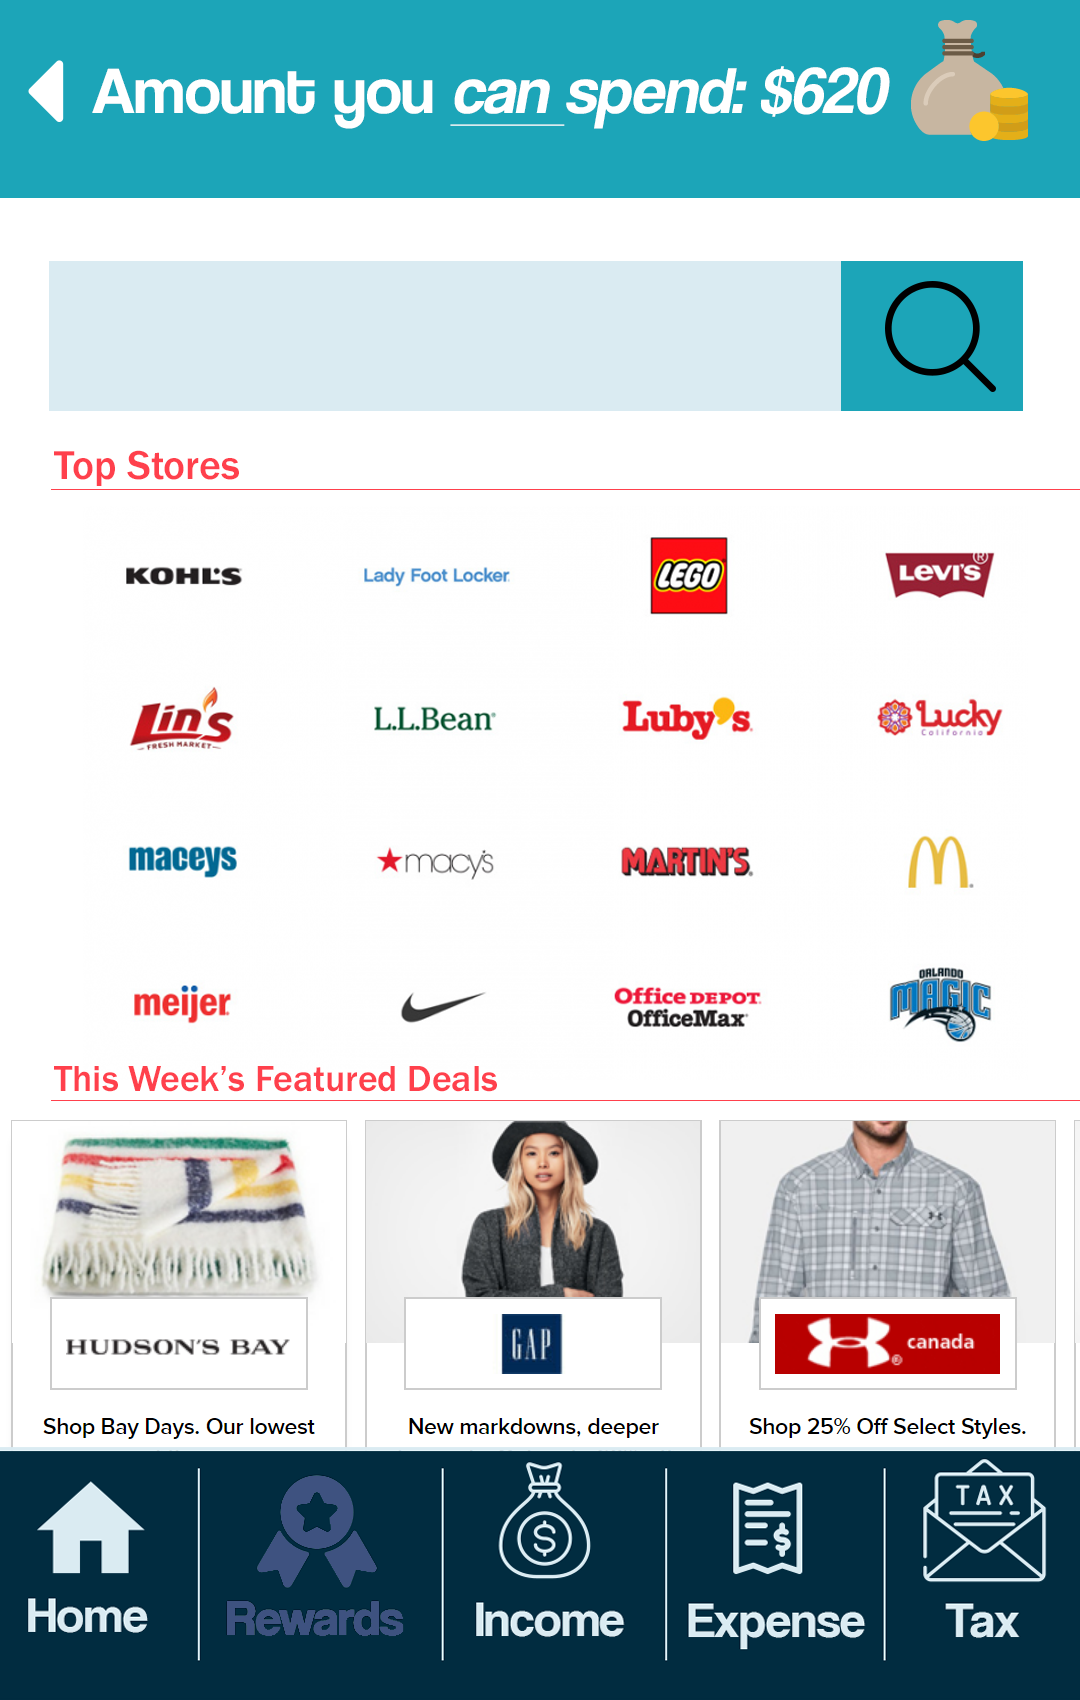 Amount you can spend: $620
Top Stores
KOHL'S
Lady Foot Locker
LEGO
LEVI'S®
Lin's
FRESH MARKET
L.L.Bean®
Luby's
Lucky
California
maceys
macy's
MARTIN'S
meijer
Office DEPOT
OfficeMax
ORLANDO
MAGIC
This Week's Featured Deals
HUDSON'S BAY
GAP
® canada
Shop Bay Days. Our lowest
New markdowns, deeper
Shop 25% Off Select Styles.
$
$
TAX
Home
Rewards
Income
Expense
Tax